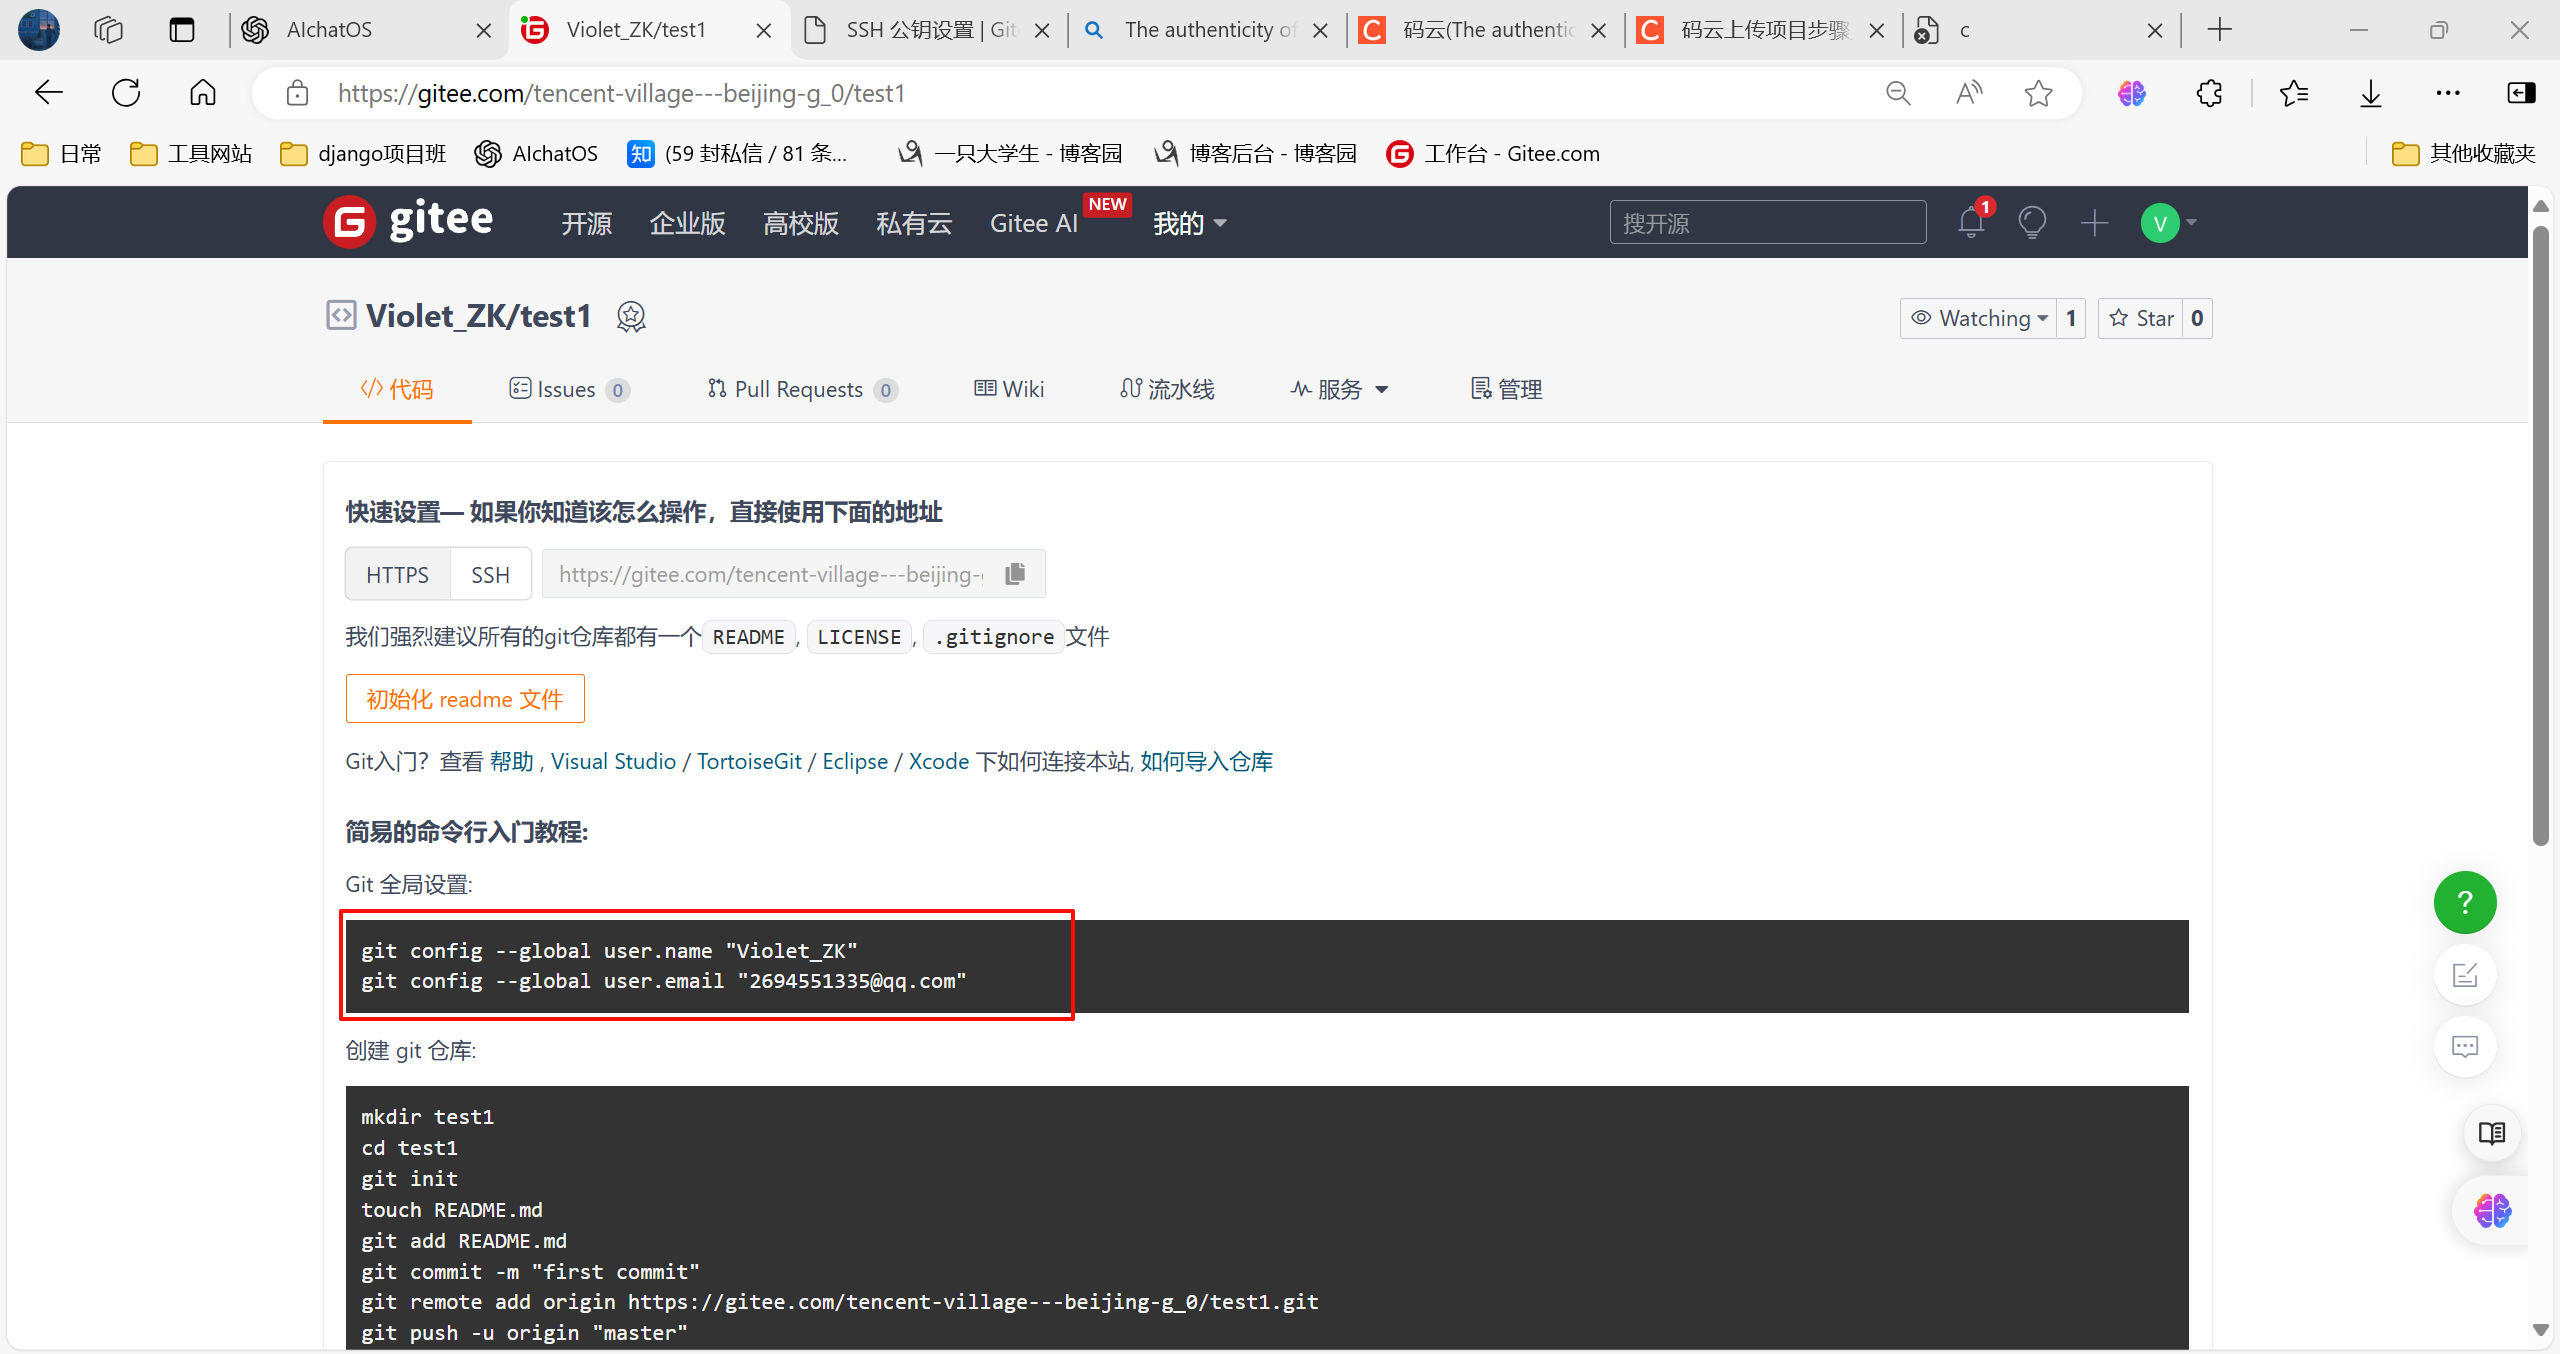 AIchatOS
Violet_ZK/test1
SSH 公钥设置 | Git
The authenticity of
码云(The authentic
码云上传项目步骤
c
https://gitee.com/tencent-village---beijing-g_0/test1
日常
工具网站
django项目班
AIchatOS
知
(59 封私信 / 81 条...
一只大学生 - 博客园
博客后台 - 博客园
工作台 - Gitee.com
其他收藏夹
gitee
开源
企业版
高校版
私有云
Gitee AI
NEW
我的
搜开源
1
V
Violet_ZK/test1
Watching 1
Star 0
代码
Issues 0
Pull Requests 0
Wiki
流水线
服务
管理
快速设置— 如果你知道该怎么操作，直接使用下面的地址
HTTPS
SSH
https://gitee.com/tencent-village---beijing-
我们强烈建议所有的git仓库都有一个 README, LICENSE, .gitignore 文件
初始化 readme 文件
Git入门？查看 帮助 , Visual Studio / TortoiseGit / Eclipse / Xcode 下如何连接本站, 如何导入仓库
简易的命令行入门教程:
Git 全局设置:
git config --global user.name "Violet_ZK"
git config --global user.email "2694551335@qq.com"
创建 git 仓库:
mkdir test1
cd test1
git init
touch README.md
git add README.md
git commit -m "first commit"
git remote add origin https://gitee.com/tencent-village---beijing-g_0/test1.git
git push -u origin "master"